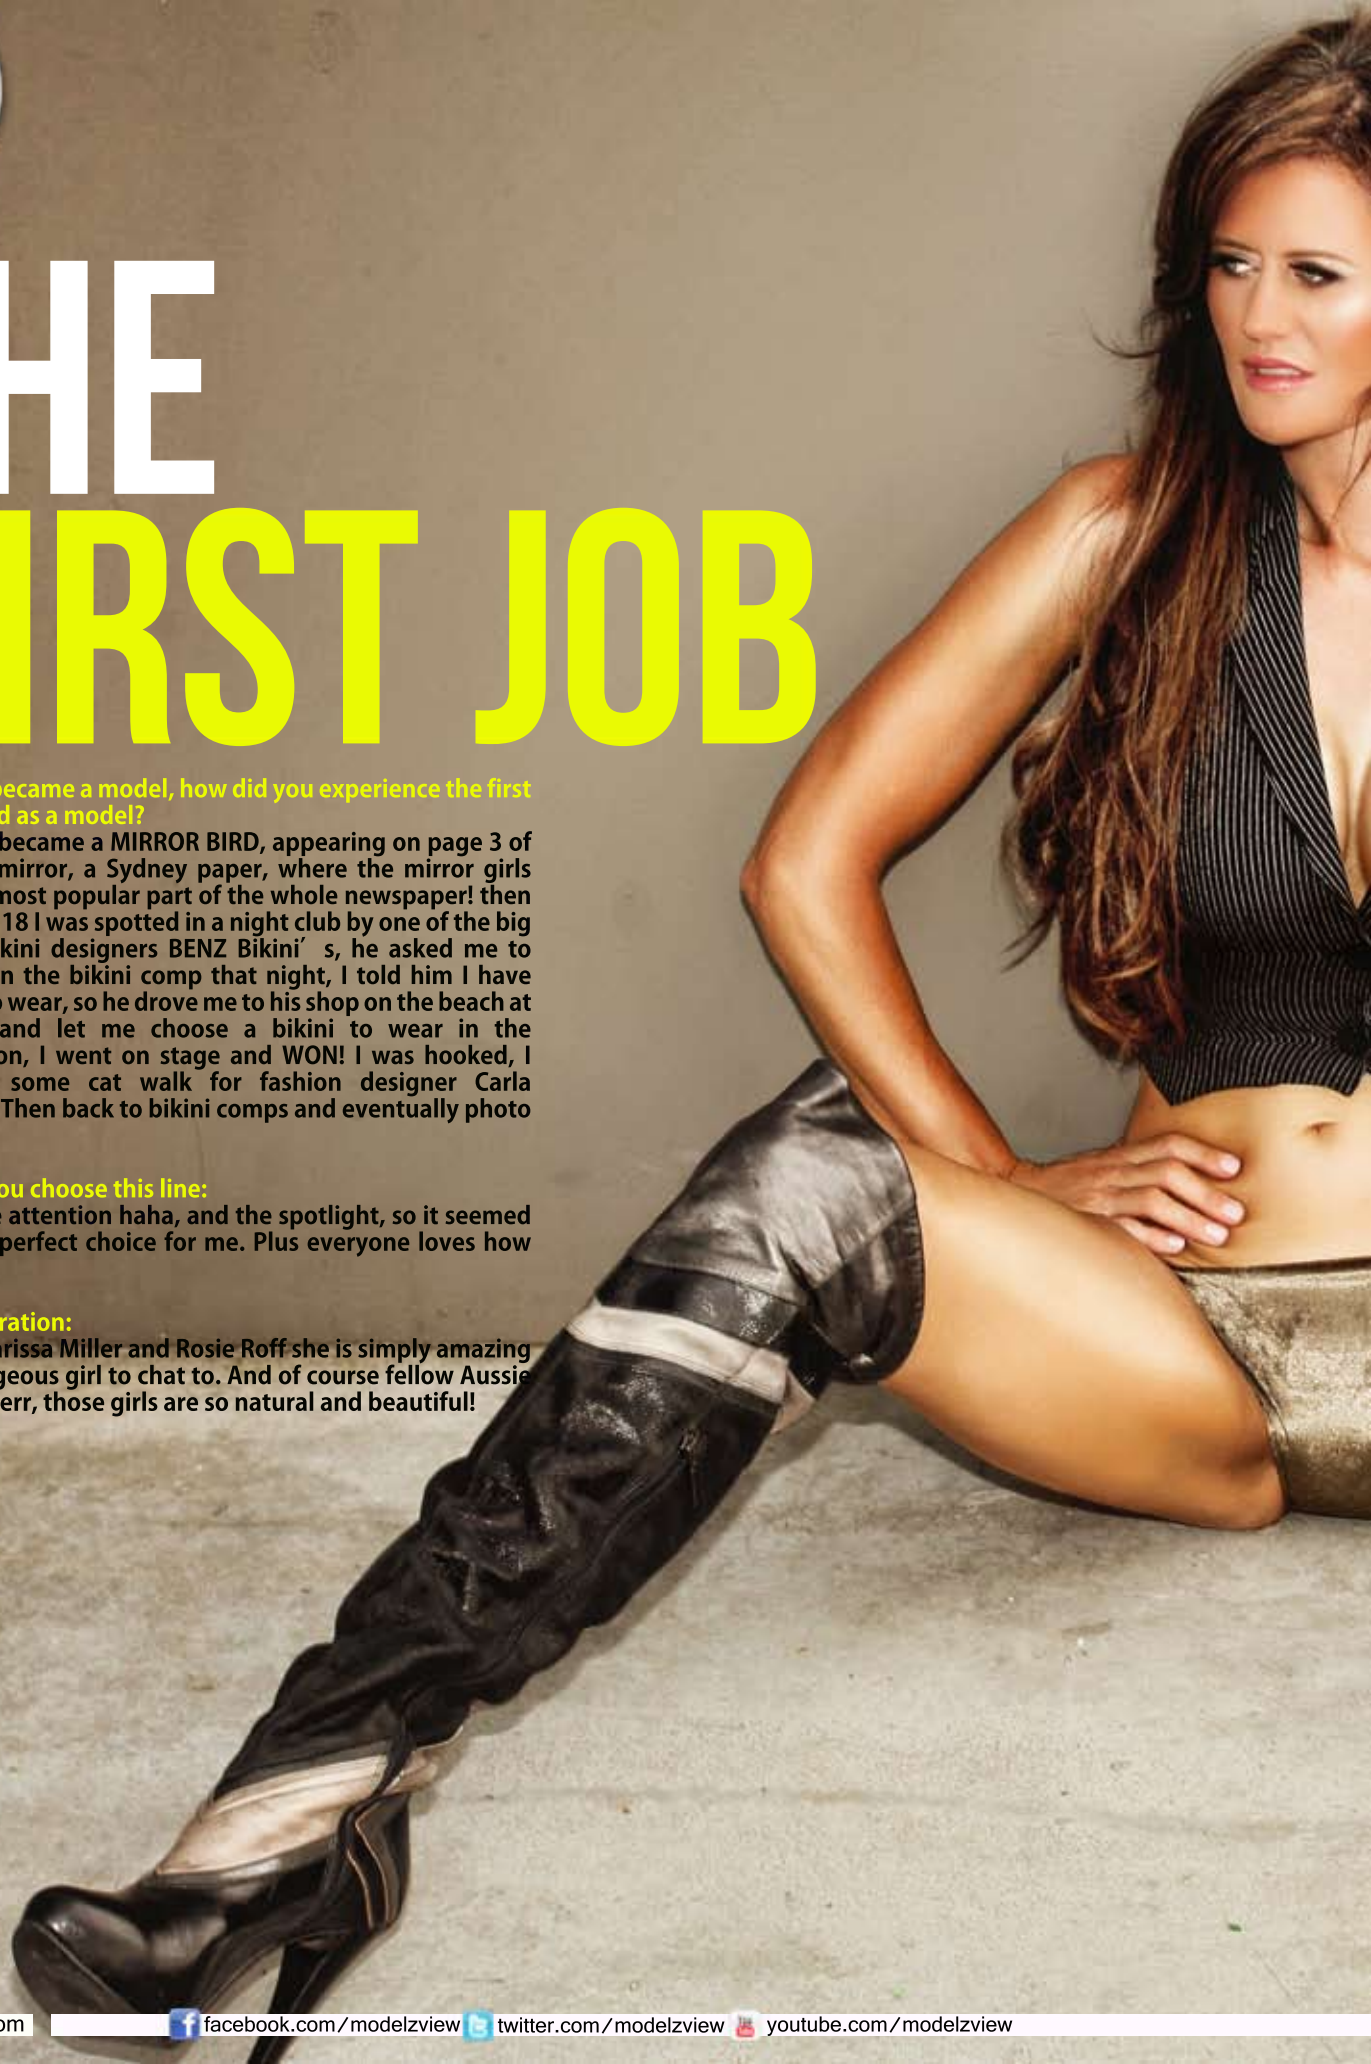 HE
IRST JOB
became a model, how did you experience the first
d as a model?
became a MIRROR BIRD, appearing on page 3 of
mirror, a Sydney paper, where the mirror girls
most popular part of the whole newspaper! then
18 I was spotted in a night club by one of the big
kini designers BENZ Bikini´ s, he asked me to
n the bikini comp that night, I told him I have
o wear, so he drove me to his shop on the beach at
and let me choose a bikini to wear in the
on, I went on stage and WON! I was hooked, I
some cat walk for fashion designer Carla
Then back to bikini comps and eventually photo
ou choose this line:
e attention haha, and the spotlight, so it seemed
perfect choice for me. Plus everyone loves how
ration:
arissa Miller and Rosie Roff she is simply amazing
geous girl to chat to. And of course fellow Aussie
err, those girls are so natural and beautiful!
om facebook.com/modelzview twitter.com/modelzview You Tube youtube.com/modelzview